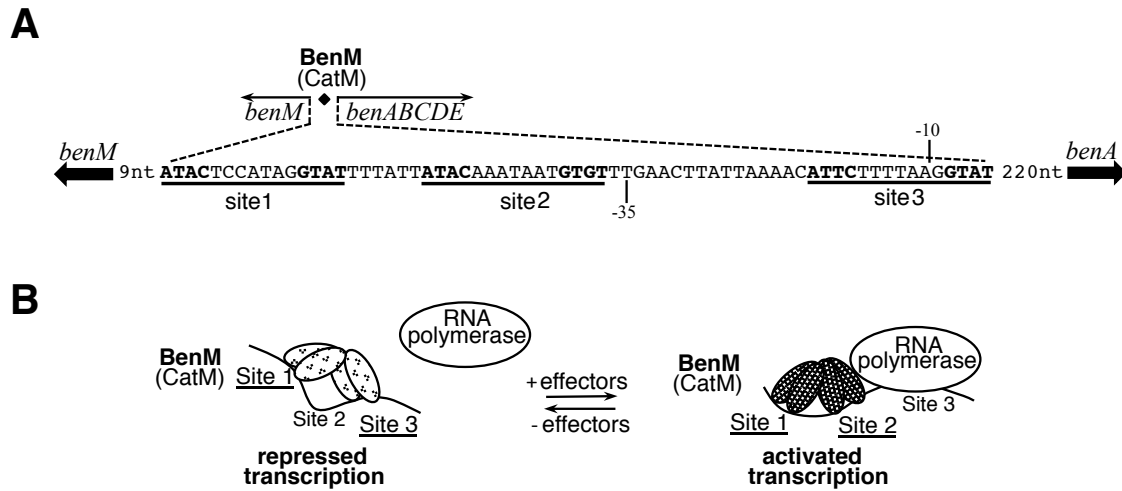 A
BenM
(CatM)
benM benABCDE
-10
benM benA
9nt ATACTCCATAGGTATTTTATTATACAAATAATGTGTTTGAACTTATTAAAACATTCTTTTAAGGTAT 220nt
site1 site2 site3
-35
B
RNA
polymerase
RNA
polymerase
BenM
(CatM)
Site 1
+effectors
BenM
(CatM)
Site 2
Site 3
- effectors
Site 3
Site 1
Site 2
repressed
transcription
activated
transcription